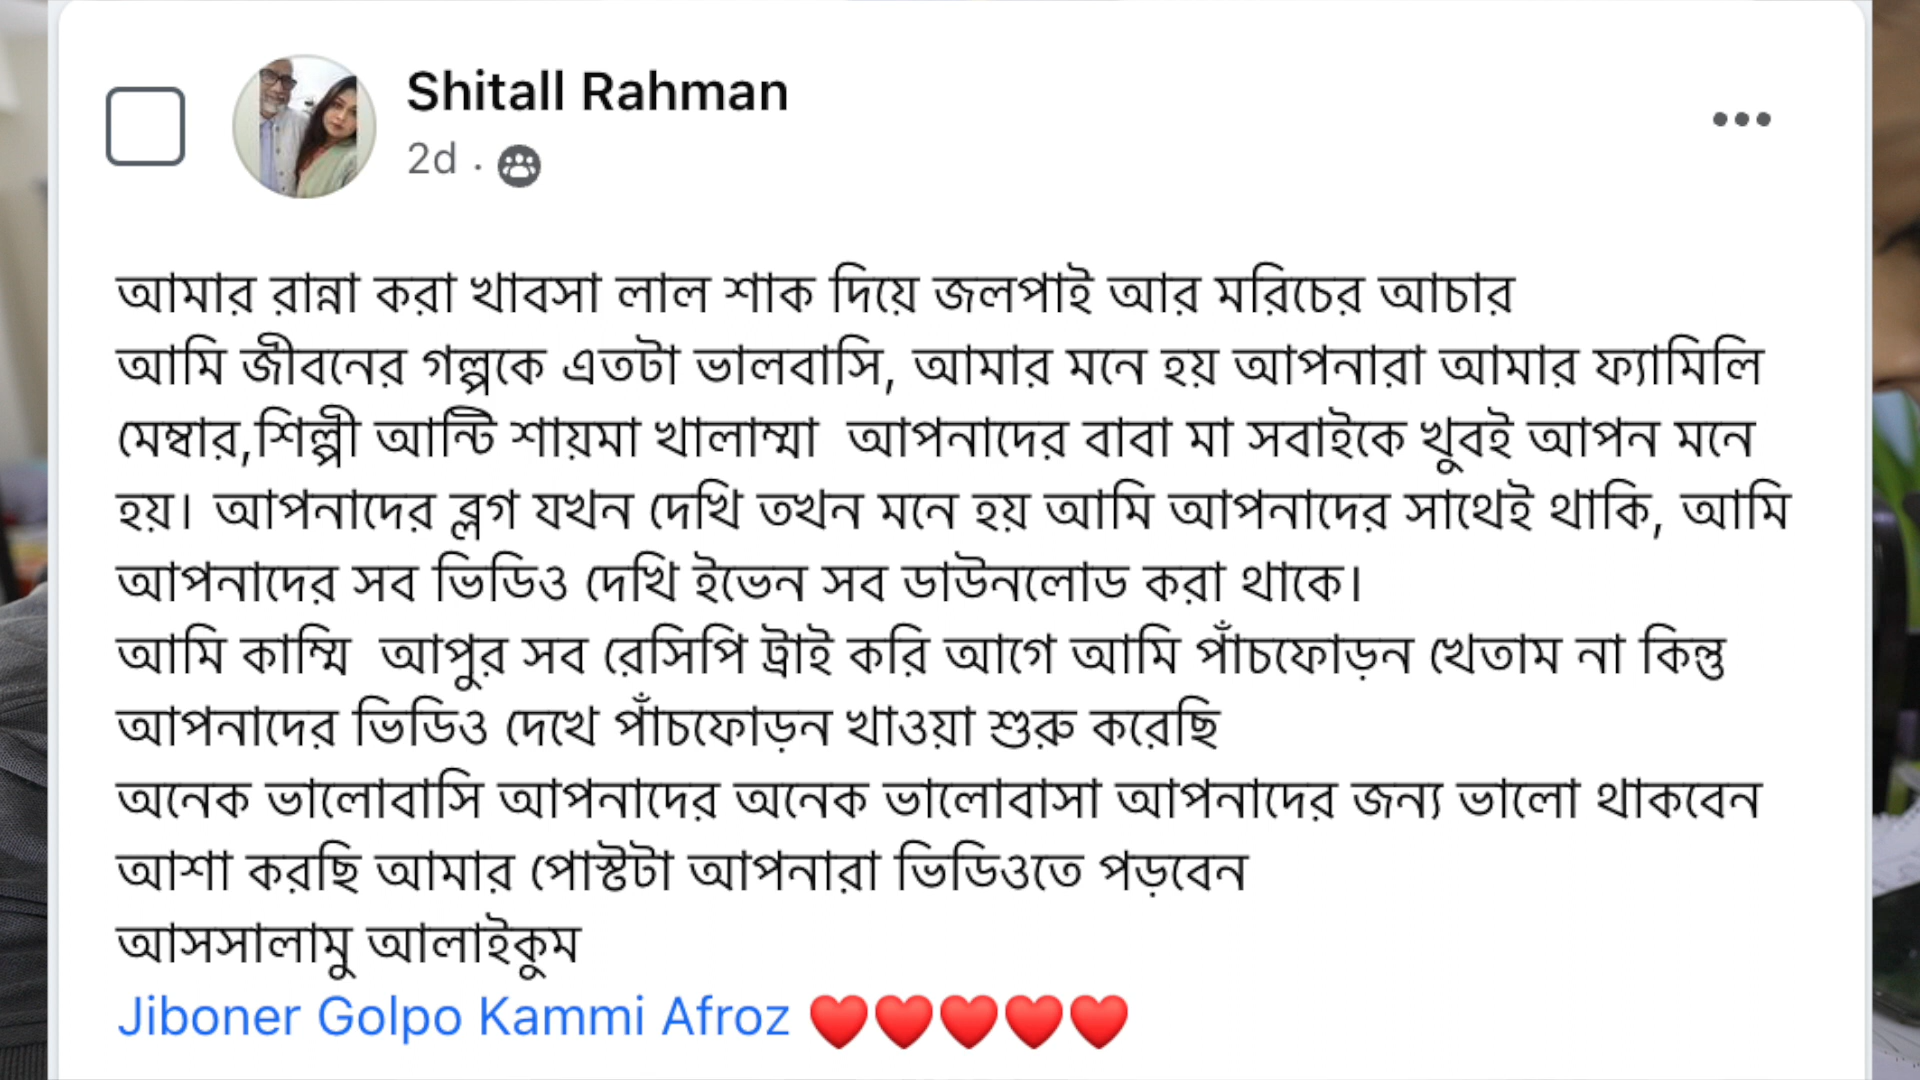 Shitall Rahman
2d ·
আমার রান্না করা খাবসা লাল শাক দিয়ে জলপাই আর মরিচের আচার
আমি জীবনের গল্পকে এতটা ভালবাসি, আমার মনে হয় আপনারা আমার ফ্যামিলি
মেম্বার,শিল্পী আন্টি শায়মা খালাম্মা  আপনাদের বাবা মা সবাইকে খুবই আপন মনে
হয়। আপনাদের ব্লগ যখন দেখি তখন মনে হয় আমি আপনাদের সাথেই থাকি, আমি
আপনাদের সব ভিডিও দেখি ইভেন সব ডাউনলোড করা থাকে।
আমি কাম্মি  আপুর সব রেসিপি ট্রাই করি আগে আমি পাঁচফোড়ন খেতাম না কিন্তু
আপনাদের ভিডিও দেখে পাঁচফোড়ন খাওয়া শুরু করেছি
অনেক ভালোবাসি আপনাদের অনেক ভালোবাসা আপনাদের জন্য ভালো থাকবেন
আশা করছি আমার পোস্টটা আপনারা ভিডিওতে পড়বেন
আসসালামু আলাইকুম
Jiboner Golpo Kammi Afroz ❤️❤️❤️❤️❤️